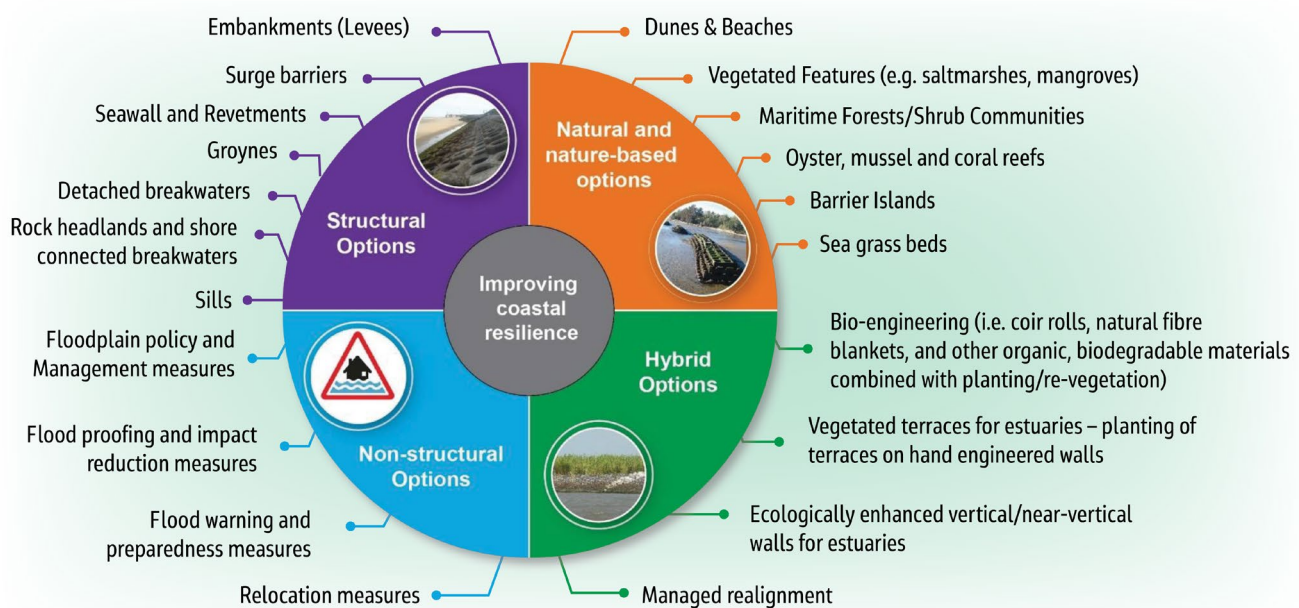 Embankments (Levees)
Surge barriers
Seawall and Revetments
Groynes
Detached breakwaters
Rock headlands and shore
connected breakwaters
Sills
Structural
Options
Dunes & Beaches
Vegetated Features (e.g. saltmarshes, mangroves)
Maritime Forests/Shrub Communities
Oyster, mussel and coral reefs
Barrier Islands
Sea grass beds
Natural and
nature-based
options
Improving
coastal
resilience
Floodplain policy and
Management measures
Flood proofing and impact
reduction measures
Flood warning and
preparedness measures
Relocation measures
Non-structural
Options
Hybrid
Options
Bio-engineering (i.e. coir rolls, natural fibre
blankets, and other organic, biodegradable materials
combined with planting/re-vegetation)
Vegetated terraces for estuaries – planting of
terraces on hand engineered walls
Ecologically enhanced vertical/near-vertical
walls for estuaries
Managed realignment